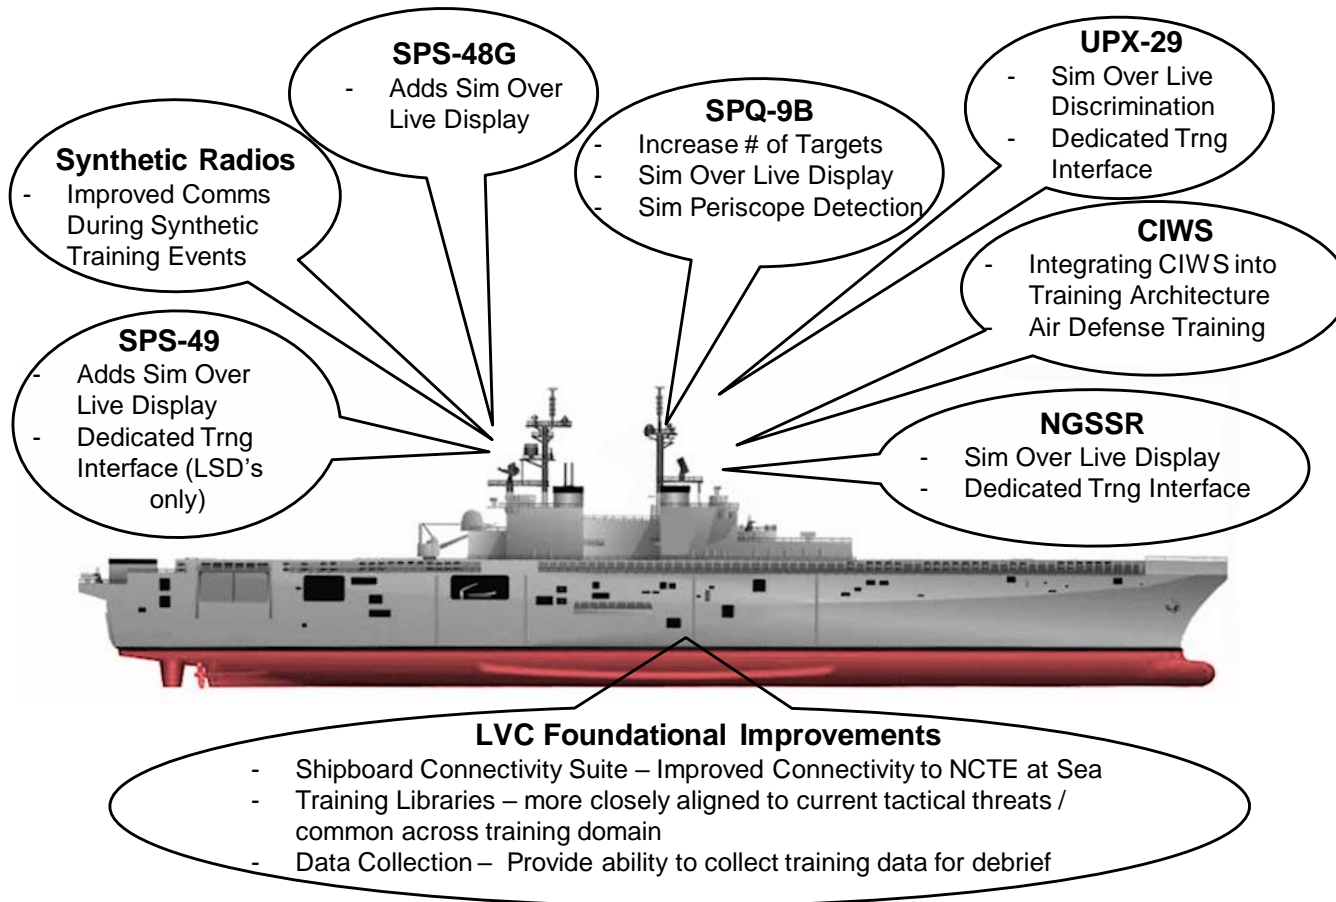 SPS-48G
- Adds Sim Over
Live Display
UPX-29
- Sim Over Live
Discrimination
- Dedicated Trng
Interface
SPQ-9B
- Increase # of Targets
- Sim Over Live Display
- Sim Periscope Detection
Synthetic Radios
- Improved Comms
During Synthetic
Training Events
CIWS
- Integrating CIWS into
Training Architecture
- Air Defense Training
SPS-49
- Adds Sim Over
Live Display
- Dedicated Trng
Interface (LSD's
only)
NGSSR
- Sim Over Live Display
- Dedicated Trng Interface
LVC Foundational Improvements
- Shipboard Connectivity Suite – Improved Connectivity to NCTE at Sea
- Training Libraries – more closely aligned to current tactical threats /
common across training domain
- Data Collection – Provide ability to collect training data for debrief